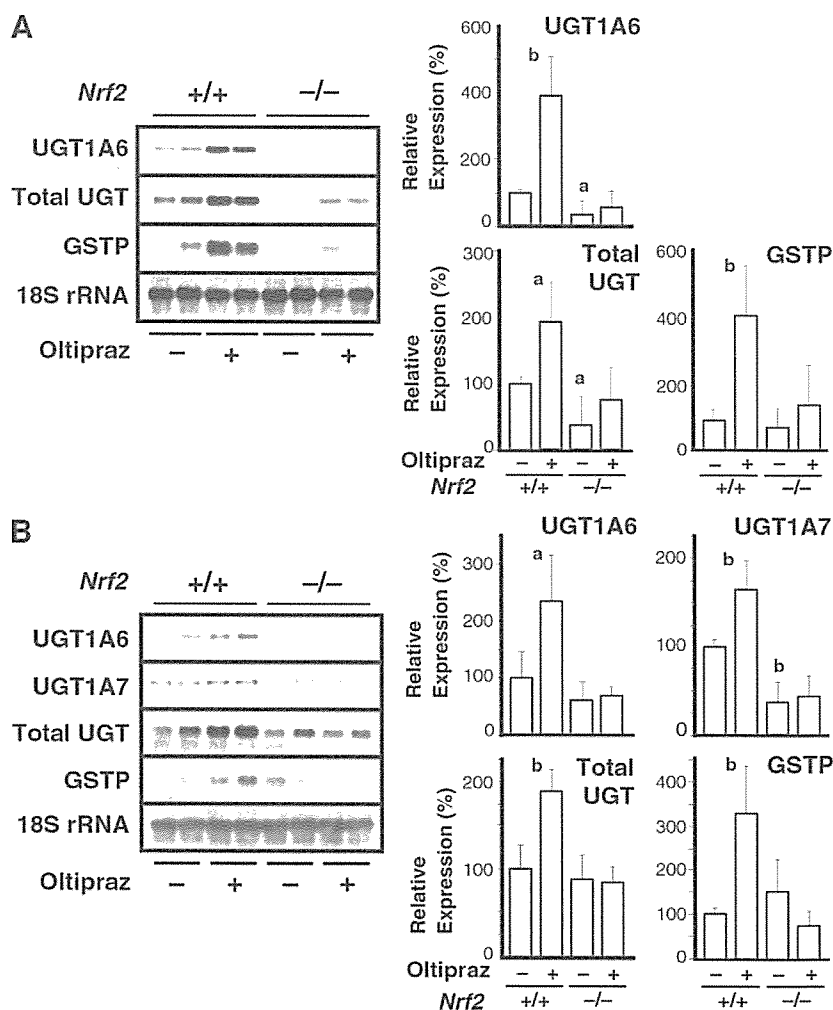 A
Nrf2 +/+ −/−
UGT1A6
Total UGT
GSTP
18S rRNA
Oltipraz − + − +
UGT1A6
Relative Expression (%)
600
400
200
0
b
a
Total UGT
Relative Expression (%)
300
200
100
0
a
a
Oltipraz − + − +
Nrf2 +/+ −/−
GSTP
600
400
200
0
b
− + − +
+/+ −/−
B
Nrf2 +/+ −/−
UGT1A6
UGT1A7
Total UGT
GSTP
18S rRNA
Oltipraz − + − +
UGT1A6
Relative Expression (%)
300
200
100
0
a
UGT1A7
200
100
0
b
b
Total UGT
Relative Expression (%)
200
100
0
b
Oltipraz − + − +
Nrf2 +/+ −/−
GSTP
400
300
200
100
0
b
− + − +
+/+ −/−